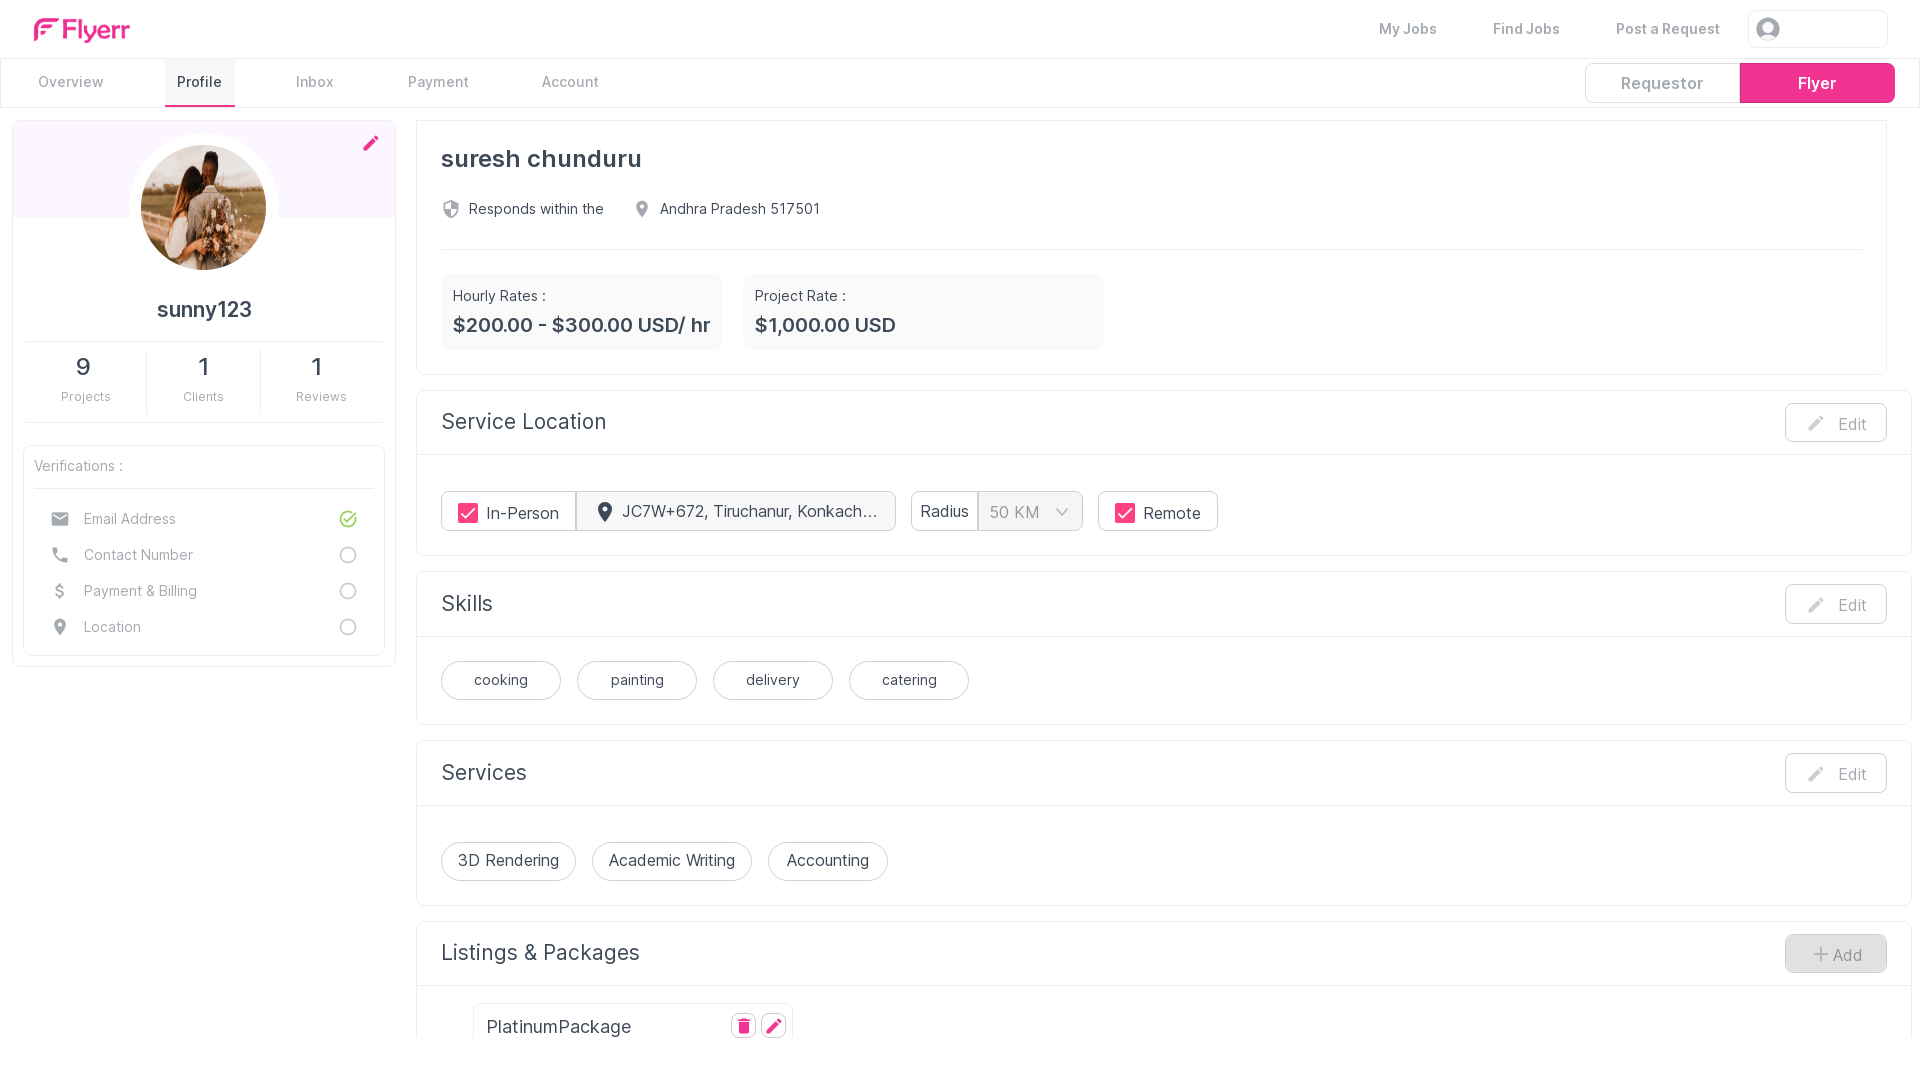 Flyerr
My Jobs
Find Jobs
Post a Request
Overview
Profile
Inbox
Payment
Account
Requestor
Flyer
sunny123
9
Projects
1
Clients
1
Reviews
Verifications :
Email Address
Contact Number
Payment & Billing
Location
suresh chunduru
Responds within the
Andhra Pradesh 517501
Hourly Rates :
$200.00 - $300.00 USD/ hr
Project Rate :
$1,000.00 USD
Service Location
Edit
In-Person
JC7W+672, Tiruchanur, Konkach...
Radius
50 KM
Remote
Skills
Edit
cooking
painting
delivery
catering
Services
Edit
3D Rendering
Academic Writing
Accounting
Listings & Packages
Add
PlatinumPackage